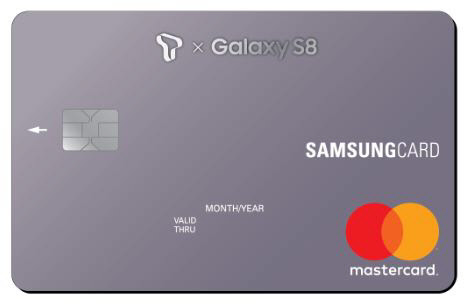 T × Galaxy S8
SAMSUNGCARD
MONTH/YEAR
VALID
THRU
mastercard.